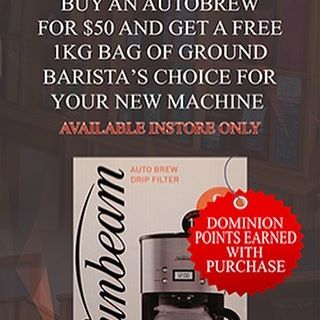 BUY AN AUTOBREW
FOR $50 AND GET A FREE
1KG BAG OF GROUND
BARISTA'S CHOICE FOR
YOUR NEW MACHINE
AVAILABLE INSTORE ONLY
AUTO BREW
DRIP FILTER
Sunbeam
DOMINION
POINTS EARNED
WITH
PURCHASE